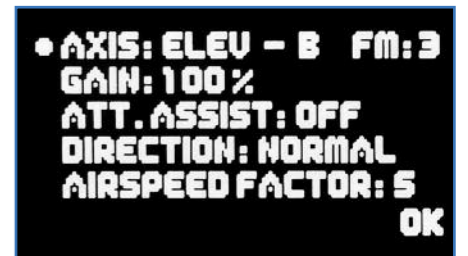 AXIS: ELEV - B FM:3
GAIN: 100%
ATT. ASSIST: OFF
DIRECTION: NORMAL
AIRSPEED FACTOR: 5
OK